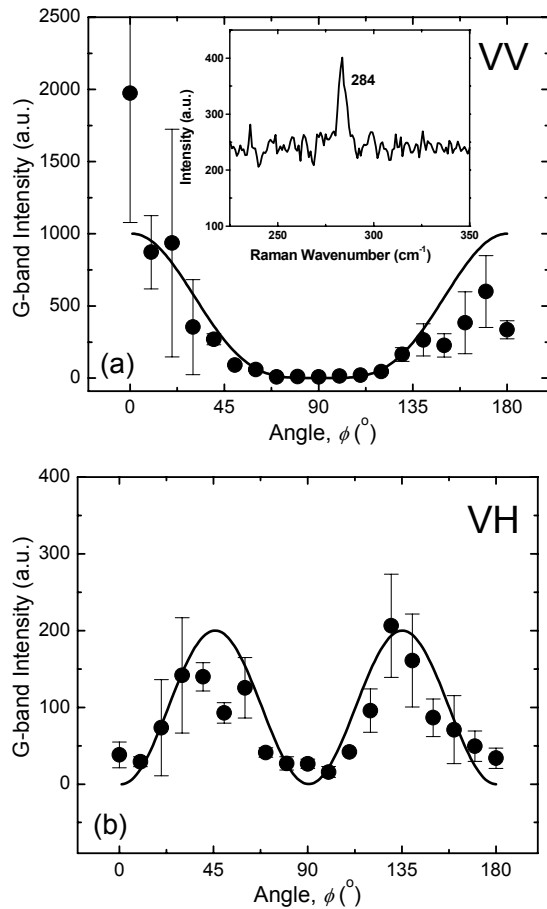 2500
2000
1500
1000
500
0
G-band Intensity (a.u.)
VV
400
300
200
100
Intensity (a.u.)
284
250
300
350
Raman Wavenumber (cm-1)
(a)
0
45
90
135
180
Angle, ϕ (o)
400
300
200
100
0
G-band Intensity (a.u.)
VH
(b)
0
45
90
135
180
Angle, ϕ (o)